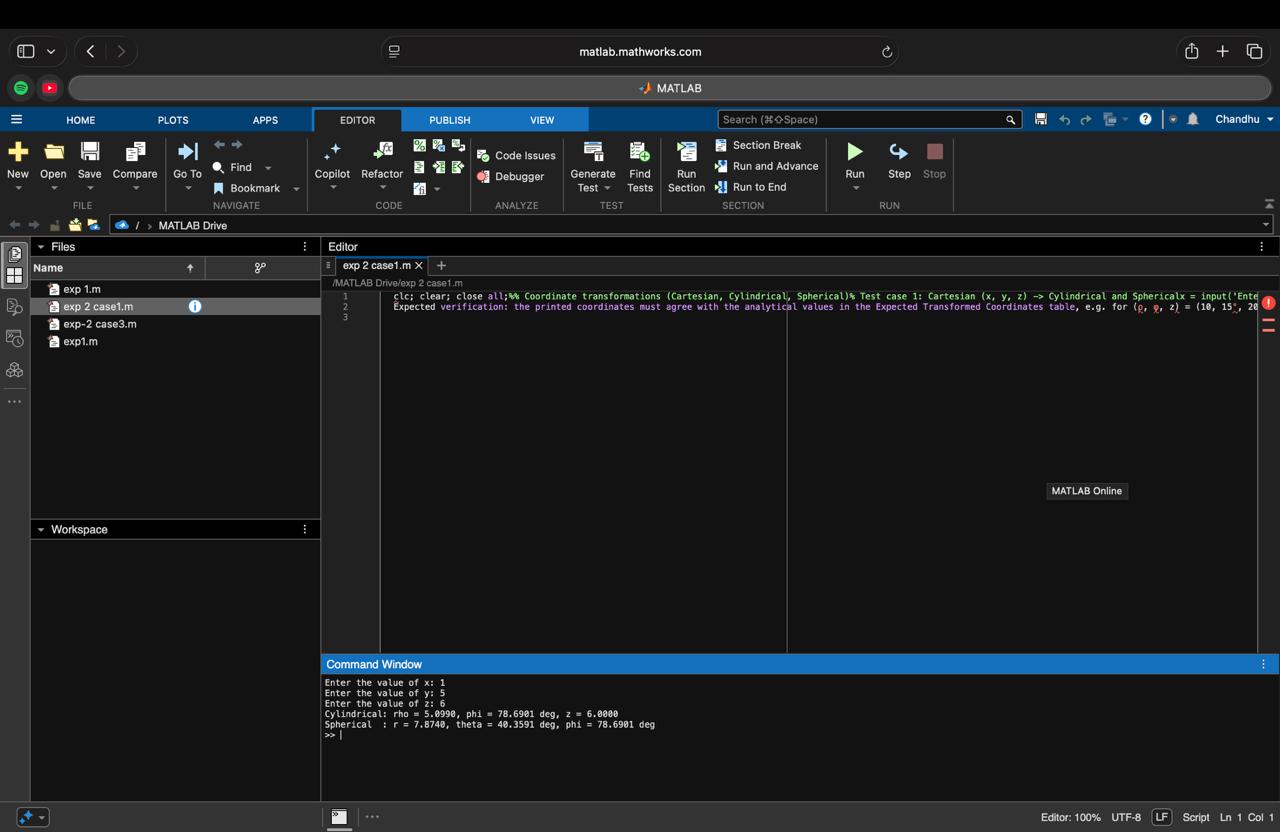 matlab.mathworks.com
MATLAB
HOME PLOTS APPS EDITOR PUBLISH VIEW Search (⌘⇧Space) Chandhu
New Open Save Compare Go To Find Bookmark Copilot Refactor Code Issues Debugger Generate Test Find Tests Run Section Section Break Run and Advance Run to End Run Step Stop
FILE NAVIGATE CODE ANALYZE TEST SECTION RUN
/ › MATLAB Drive
Files
Name
exp 1.m
exp 2 case1.m
exp-2 case3.m
exp1.m
Workspace
Editor
exp 2 case1.m
/MATLAB Drive/exp 2 case1.m
1 clc; clear; close all;%% Coordinate transformations (Cartesian, Cylindrical, Spherical)% Test case 1: Cartesian (x, y, z) -> Cylindrical and Sphericalx = input('Ente
2 Expected verification: the printed coordinates must agree with the analytical values in the Expected Transformed Coordinates table, e.g. for (ρ, φ, z) = (10, 15°, 20
3
MATLAB Online
Command Window
Enter the value of x: 1
Enter the value of y: 5
Enter the value of z: 6
Cylindrical: rho = 5.0990, phi = 78.6901 deg, z = 6.0000
Spherical : r = 7.8740, theta = 40.3591 deg, phi = 78.6901 deg
>>
Editor: 100% UTF-8 LF Script Ln 1 Col 1